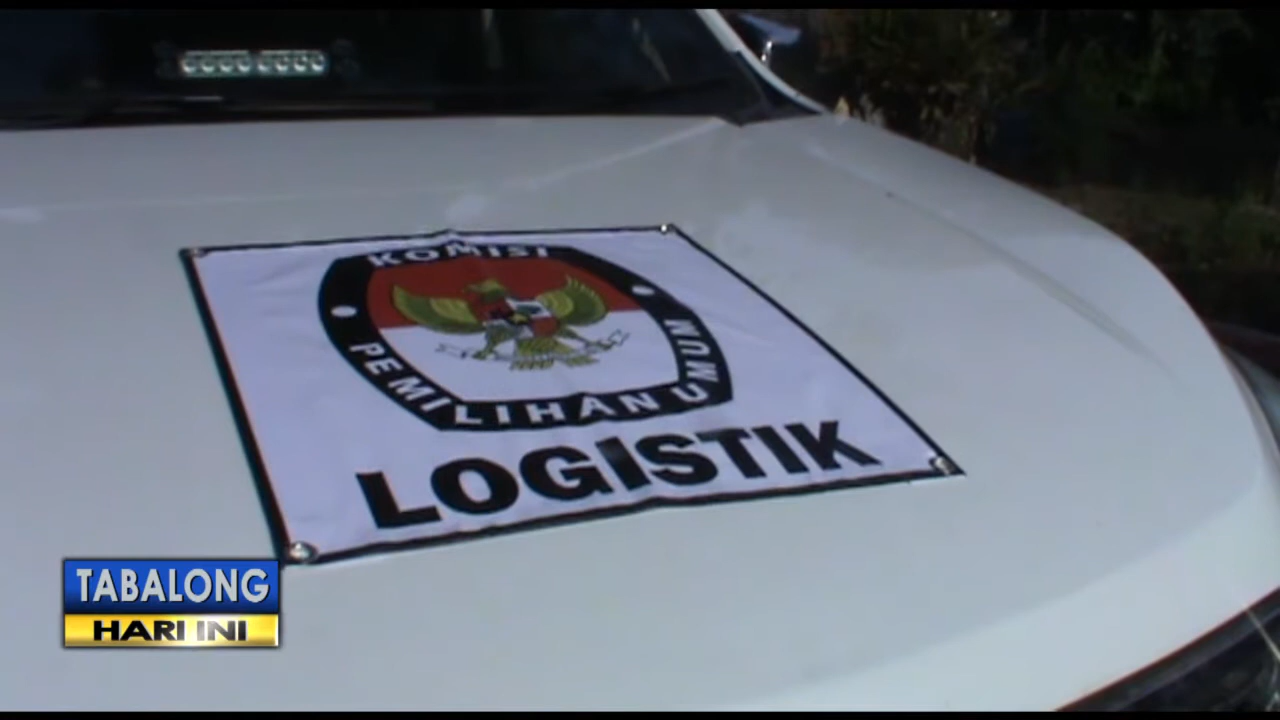 KOMISI
PEMILIHAN UMUM
LOGISTIK
TABALONG
HARI INI